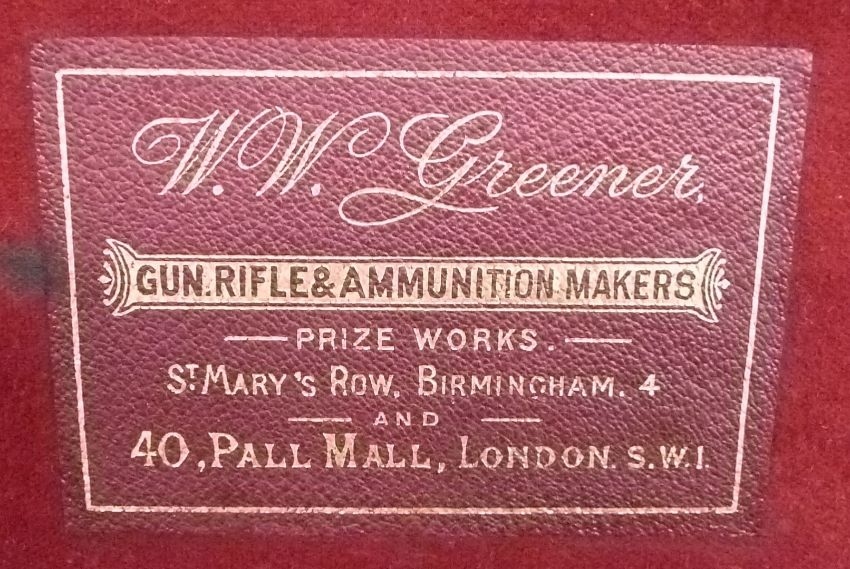 W.W. Greener,
GUN. RIFLE & AMMUNITION MAKERS
— PRIZE WORKS. —
ST. MARY'S ROW, BIRMINGHAM. 4
— AND —
40, PALL MALL, LONDON. S.W.1.